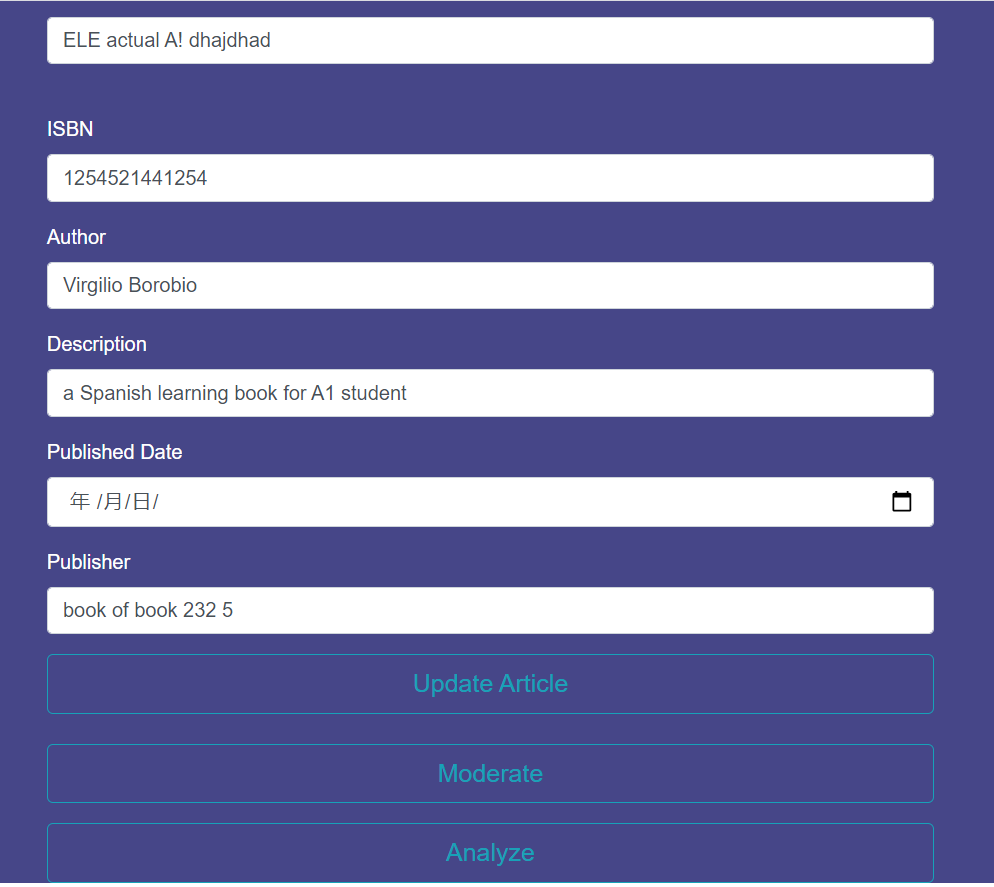 ELE actual A! dhajdhad
ISBN
1254521441254
Author
Virgilio Borobio
Description
a Spanish learning book for A1 student
Published Date
年 /月/日/
Publisher
book of book 232 5
Update Article
Moderate
Analyze